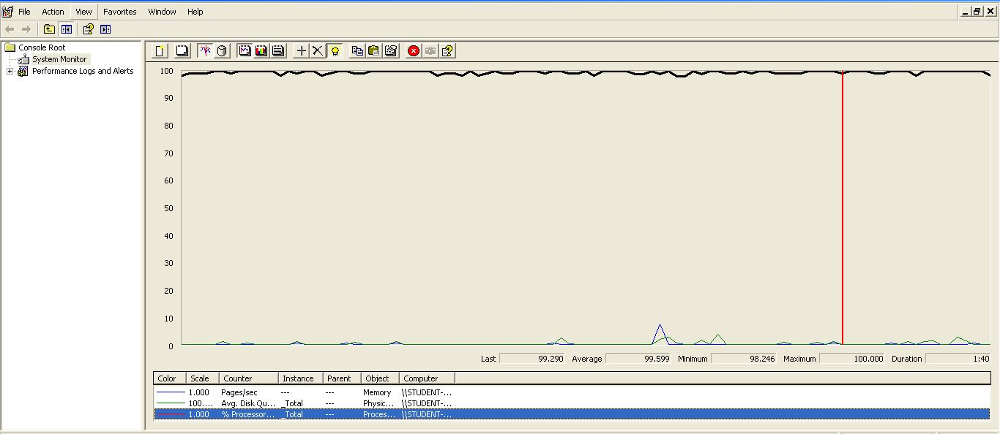 File Action View Favorites Window Help
Console Root
System Monitor
Performance Logs and Alerts
100
90
80
70
60
50
40
30
20
10
0
Last 99.290 Average 99.599 Minimum 98.246 Maximum 100.000 Duration 1:40
Color Scale Counter Instance Parent Object Computer
1.000 Pages/sec --- --- Memory \\STUDENT-...
100.... Avg. Disk Qu... _Total --- Physic... \\STUDENT-...
1.000 % Processor... _Total --- Proces... \\STUDENT-...